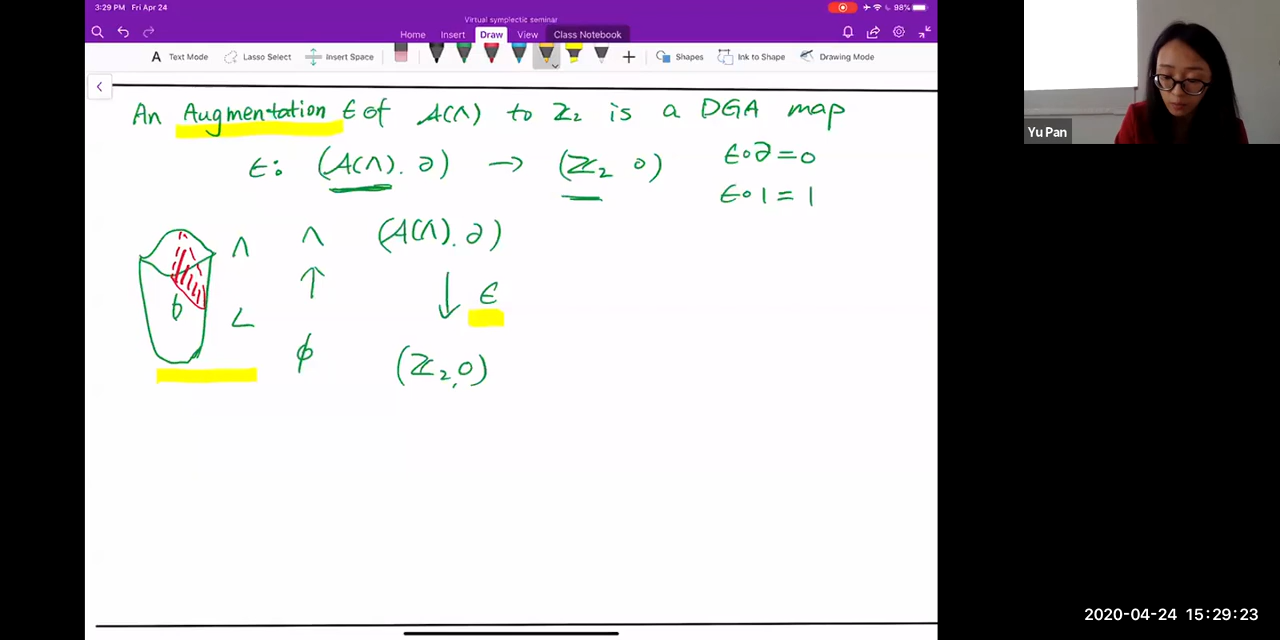 3:29 PM Fri Apr 24
98%
Virtual symplectic seminar
Home Insert Draw View Class Notebook
Text Mode Lasso Select Insert Space Shapes Ink to Shape Drawing Mode
An Augmentation ϵ of A(Λ) to ℤ₂ is a DGA map
ϵ: (A(Λ), ∂) → (ℤ₂ 0) ϵ∘∂=0
ϵ∘1=1
Λ Λ (A(Λ), ∂)
L ↑ ↓ ϵ
ϕ (ℤ₂, 0)
Yu Pan
2020-04-24 15:29:23